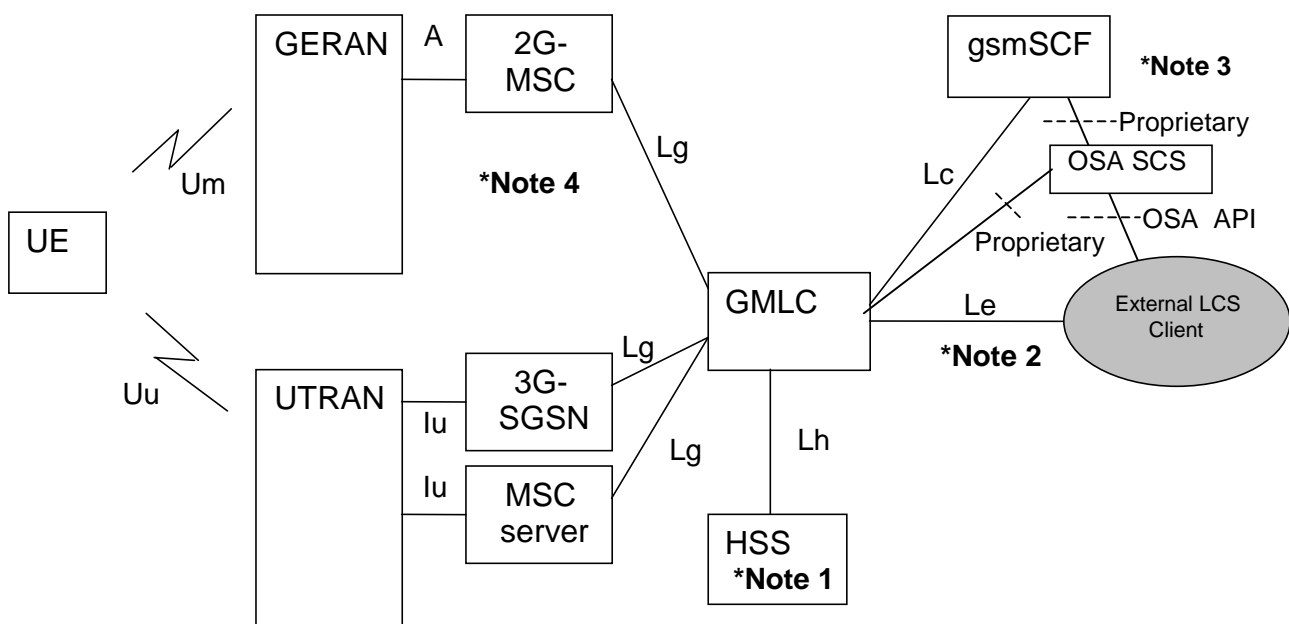 GERAN
A
2G-
MSC
gsmSCF
*Note 3
Proprietary
Lg
OSA SCS
Um
*Note 4
Lc
OSA API
UE
Proprietary
GMLC
Le
External LCS
Client
*Note 2
Uu
UTRAN
Iu
3G-
SGSN
Lg
Lg
Lh
Iu
MSC
server
HSS
*Note 1